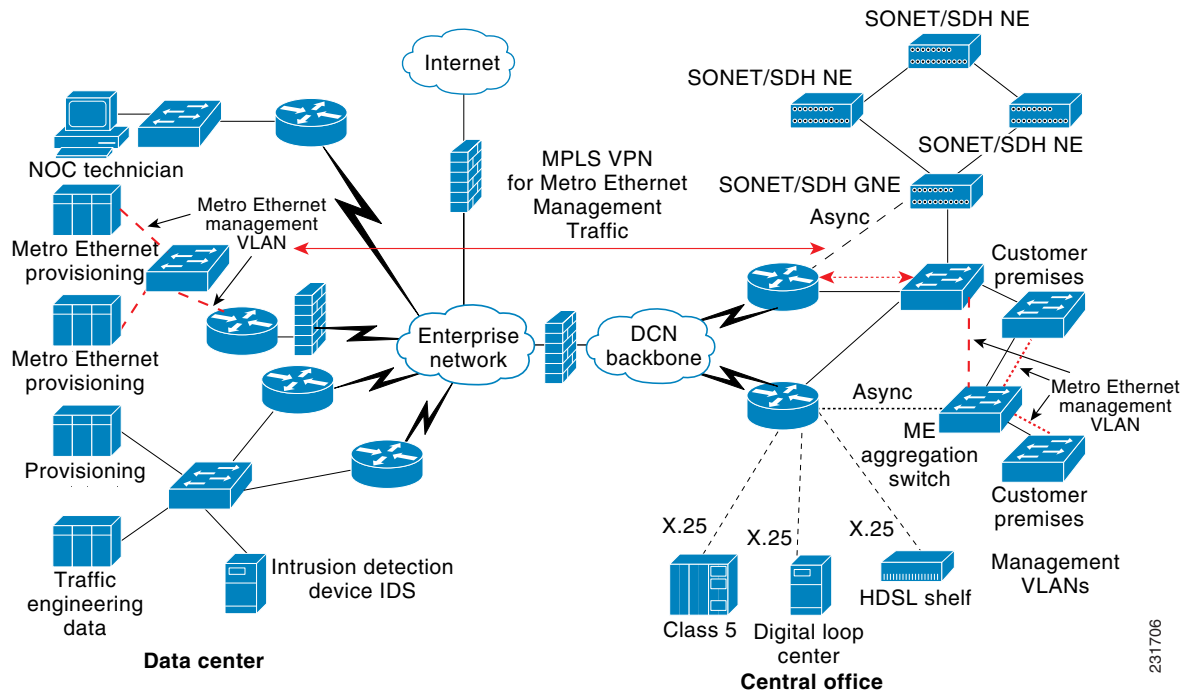 SONET/SDH NE
Internet
SONET/SDH NE
SONET/SDH NE
NOC technician
MPLS VPN
for Metro Ethernet
Management
Traffic
SONET/SDH GNE
Async
Metro Ethernet
management
VLAN
Metro Ethernet
provisioning
Customer
premises
Enterprise
network
DCN
backbone
Metro Ethernet
provisioning
Metro Ethernet
management
VLAN
Async
ME
aggregation
switch
Provisioning
Customer
premises
X.25
X.25
X.25
Management
VLANs
Intrusion detection
device IDS
HDSL shelf
Traffic
engineering
data
Class 5
Digital loop
center
Data center
Central office
231706